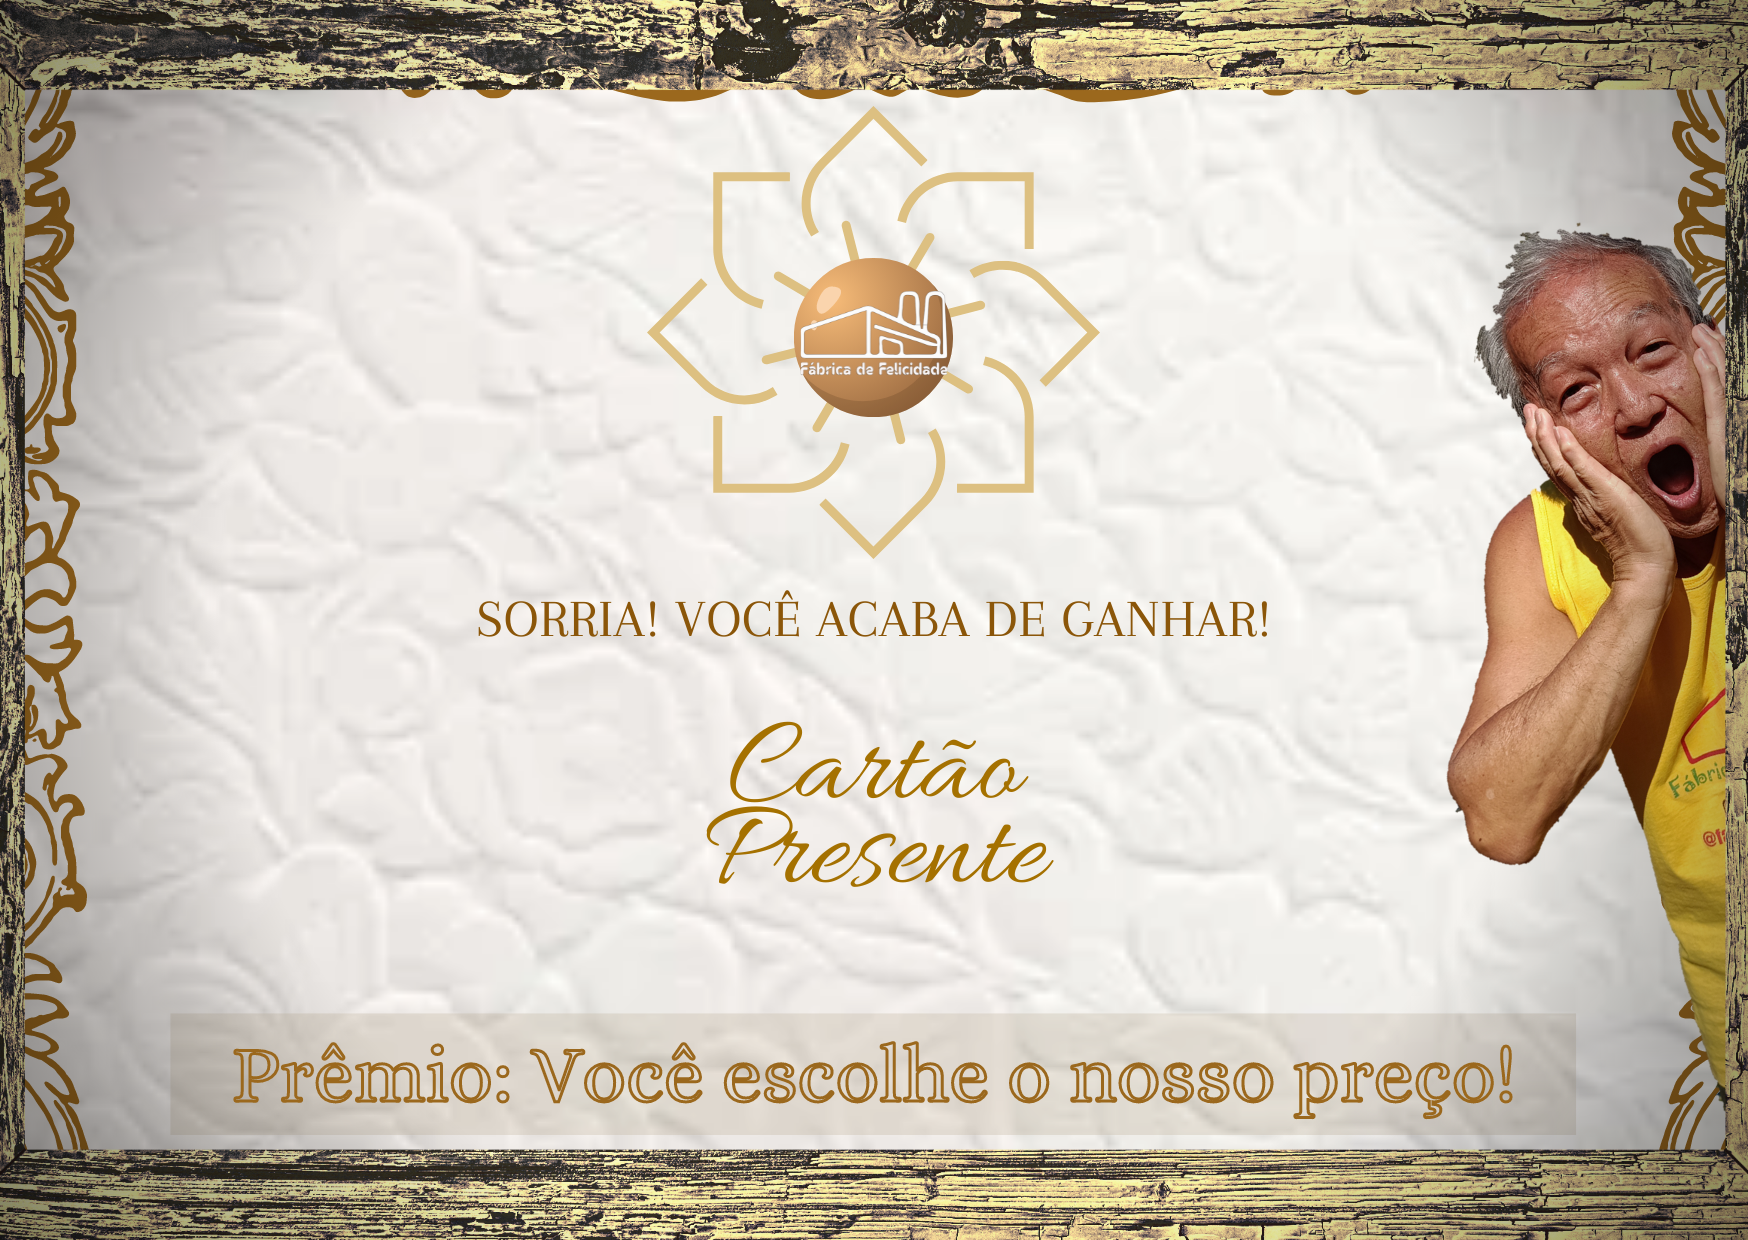 Fábrica de Felicidade
SORRIA! VOCÊ ACABA DE GANHAR!
Cartão
Presente
Prêmio: Você escolhe o nosso preço!